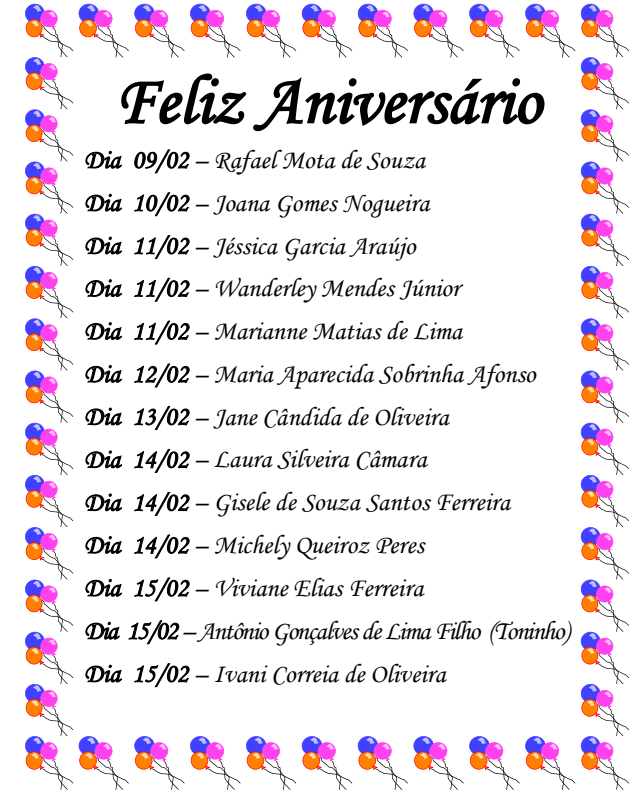 Feliz Aniversário
Dia 09/02 – Rafael Mota de Souza
Dia 10/02 – Joana Gomes Nogueira
Dia 11/02 – Jéssica Garcia Araújo
Dia 11/02 – Wanderley Mendes Júnior
Dia 11/02 – Marianne Matias de Lima
Dia 12/02 – Maria Aparecida Sobrinha Afonso
Dia 13/02 – Jane Cândida de Oliveira
Dia 14/02 – Laura Silveira Câmara
Dia 14/02 – Gisele de Souza Santos Ferreira
Dia 14/02 – Michely Queiroz Peres
Dia 15/02 – Viviane Elias Ferreira
Dia 15/02 – Antônio Gonçalves de Lima Filho (Toninho)
Dia 15/02 – Ivani Correia de Oliveira